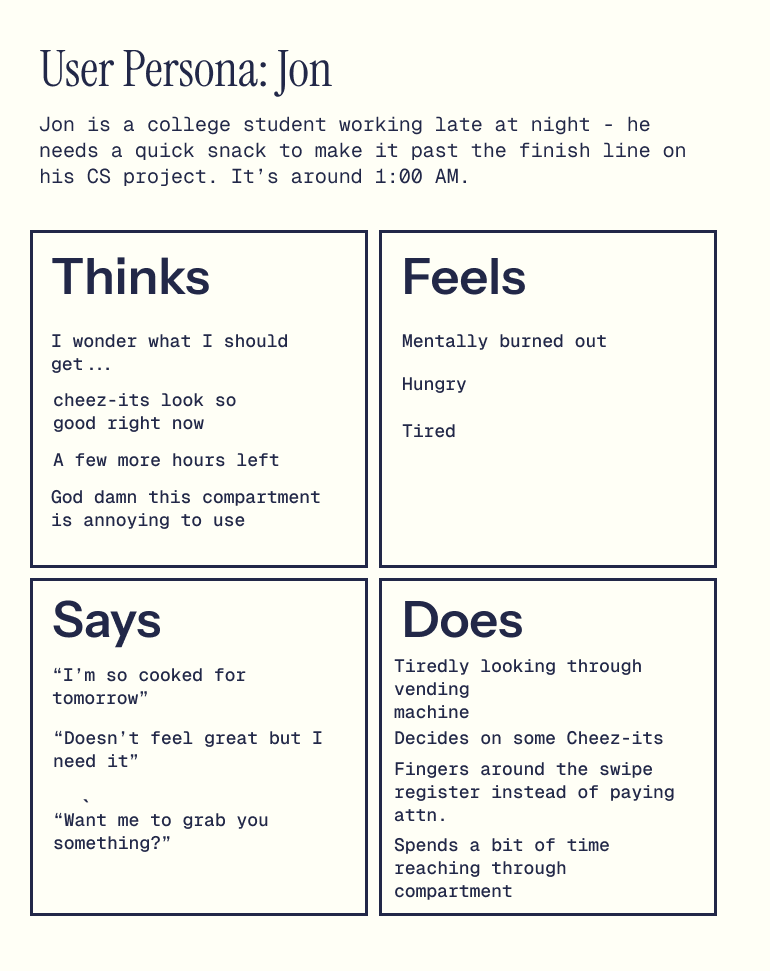 User Persona: Jon
Jon is a college student working late at night - he
needs a quick snack to make it past the finish line on
his CS project. It’s around 1:00 AM.
Thinks
I wonder what I should
get...
cheez-its look so
good right now
A few more hours left
God damn this compartment
is annoying to use
Feels
Mentally burned out
Hungry
Tired
Says
“I’m so cooked for
tomorrow”
“Doesn’t feel great but I
need it”
`
“Want me to grab you
something?”
Does
Tiredly looking through
vending
machine
Decides on some Cheez-its
Fingers around the swipe
register instead of paying
attn.
Spends a bit of time
reaching through
compartment